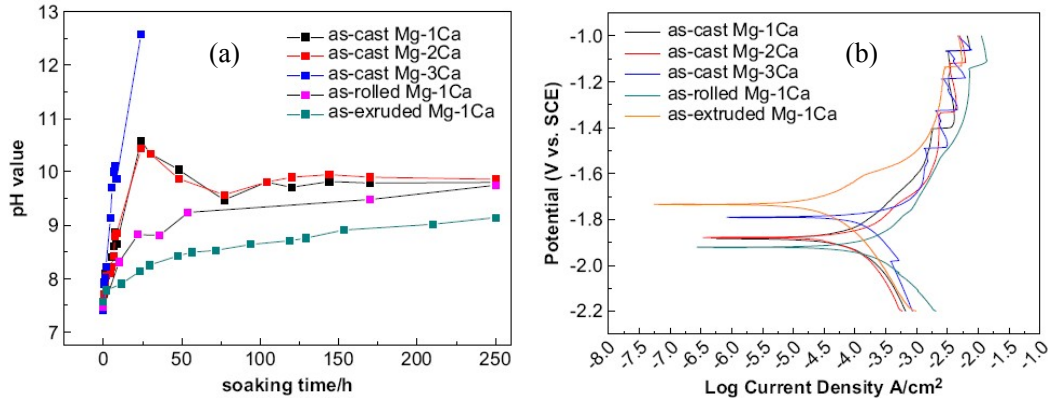 (a)
as-cast Mg-1Ca
as-cast Mg-2Ca
as-cast Mg-3Ca
as-rolled Mg-1Ca
as-exruded Mg-1Ca
pH value
13
12
11
10
9
8
7
0 50 100 150 200 250
soaking time/h
(b)
as-cast Mg-1Ca
as-cast Mg-2Ca
as-cast Mg-3Ca
as-rolled Mg-1Ca
as-extruded Mg-1Ca
Potential (V vs. SCE)
-1.0
-1.2
-1.4
-1.6
-1.8
-2.0
-2.2
-8.0 -7.5 -7.0 -6.5 -6.0 -5.5 -5.0 -4.5 -4.0 -3.5 -3.0 -2.5 -2.0 -1.5 -1.0
Log Current Density A/cm²